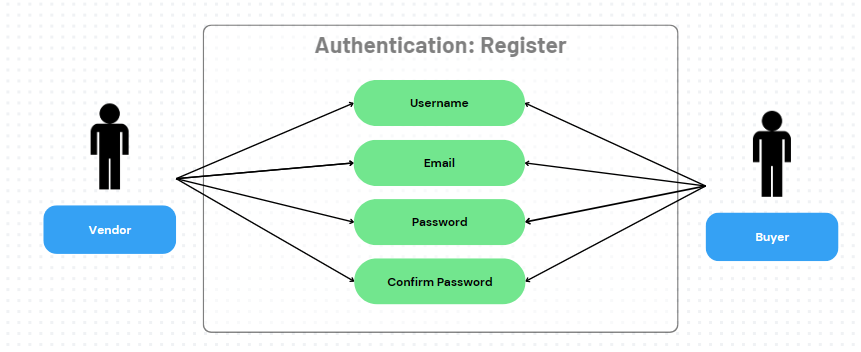 Authentication: Register
Username
Email
Password
Confirm Password
Vendor
Buyer